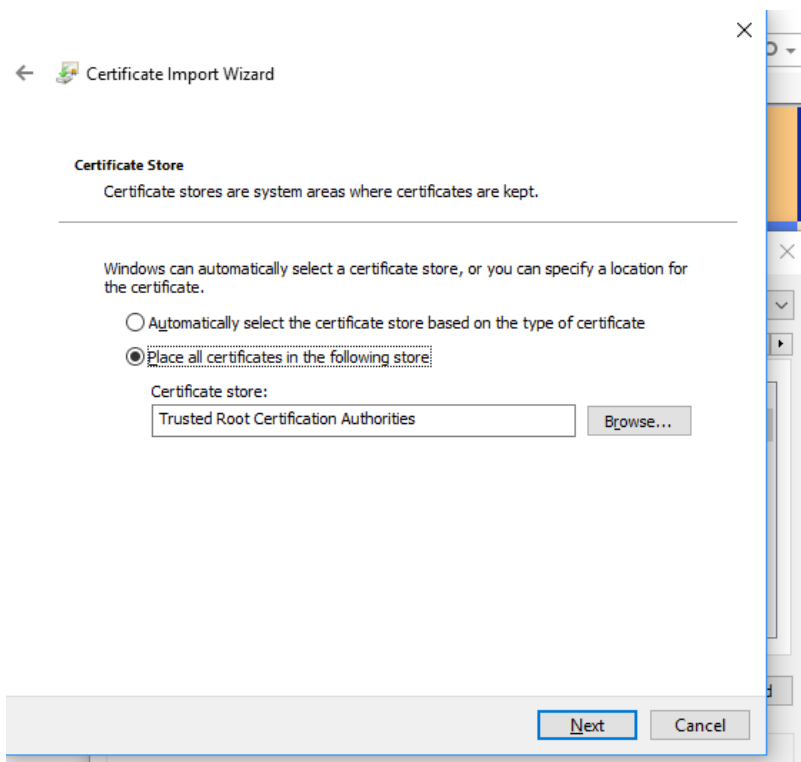 Certificate Import Wizard
Certificate Store
Certificate stores are system areas where certificates are kept.
Windows can automatically select a certificate store, or you can specify a location for
the certificate.
Automatically select the certificate store based on the type of certificate
Place all certificates in the following store
Certificate store:
Trusted Root Certification Authorities
Browse...
Next
Cancel